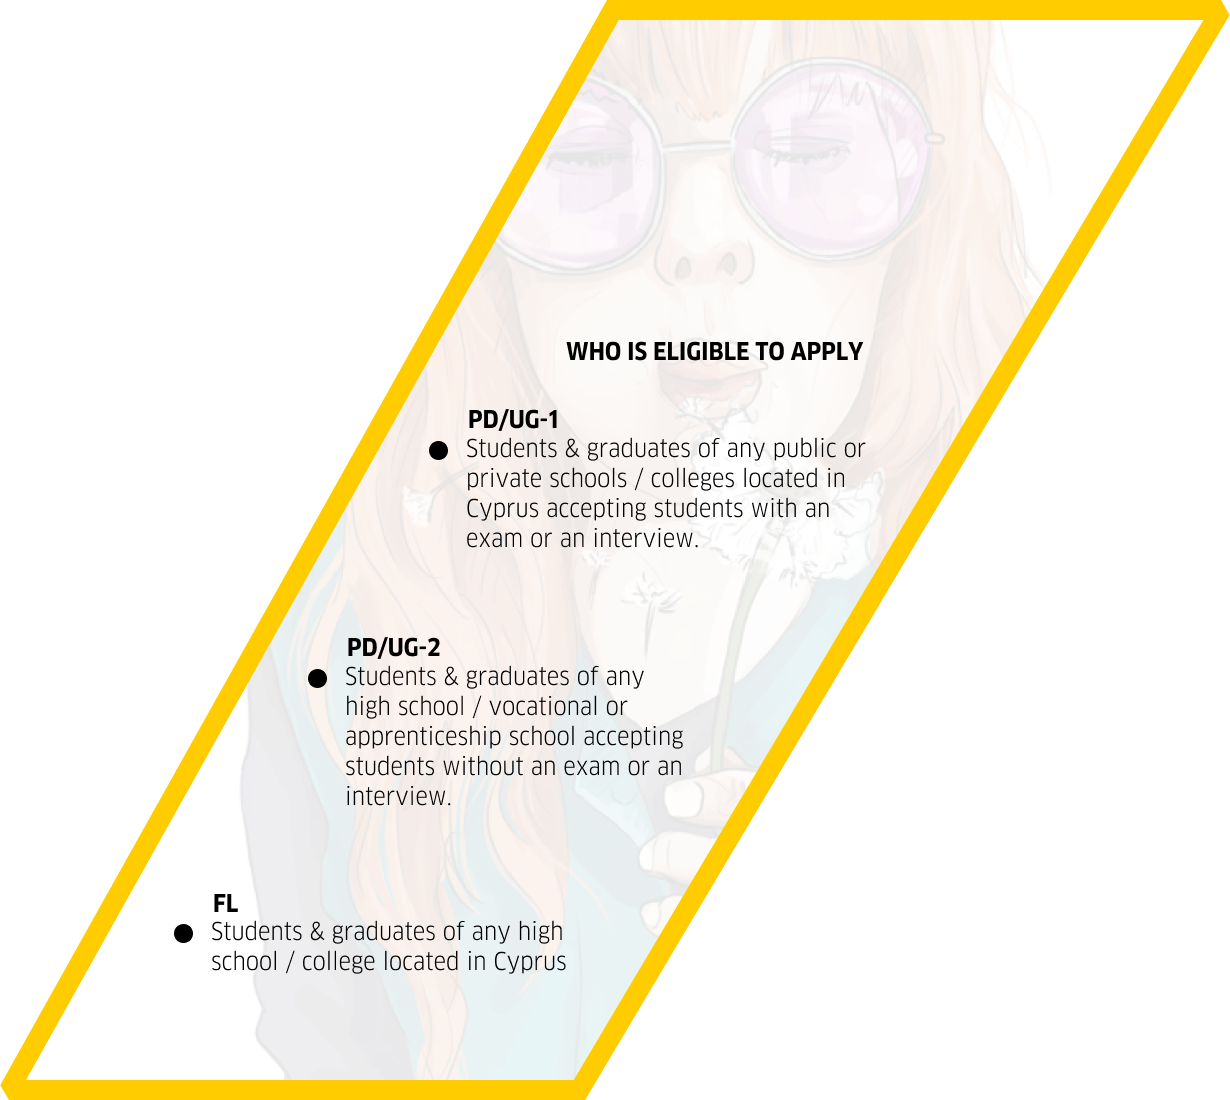 WHO IS ELIGIBLE TO APPLY
PD/UG-1
Students & graduates of any public or
private schools / colleges located in
Cyprus accepting students with an
exam or an interview.
PD/UG-2
Students & graduates of any
high school / vocational or
apprenticeship school accepting
students without an exam or an
interview.
FL
Students & graduates of any high
school / college located in Cyprus